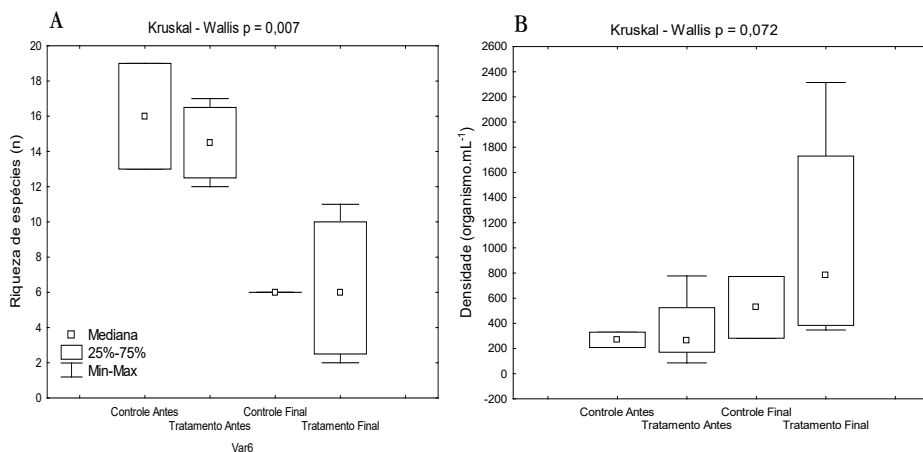 A
Kruskal - Wallis p = 0,007
20
18
16
14
12
10
8
6
4
2
0
Riqueza de espécies (n)
Mediana
25%-75%
Min-Max
Controle Antes
Controle Final
Tratamento Antes
Tratamento Final
Var6
B
Kruskal - Wallis p = 0,072
2600
2400
2200
2000
1800
1600
1400
1200
1000
800
600
400
200
0
-200
Densidade (organismo.mL⁻¹)
Controle Antes
Controle Final
Tratamento Antes
Tratamento Final